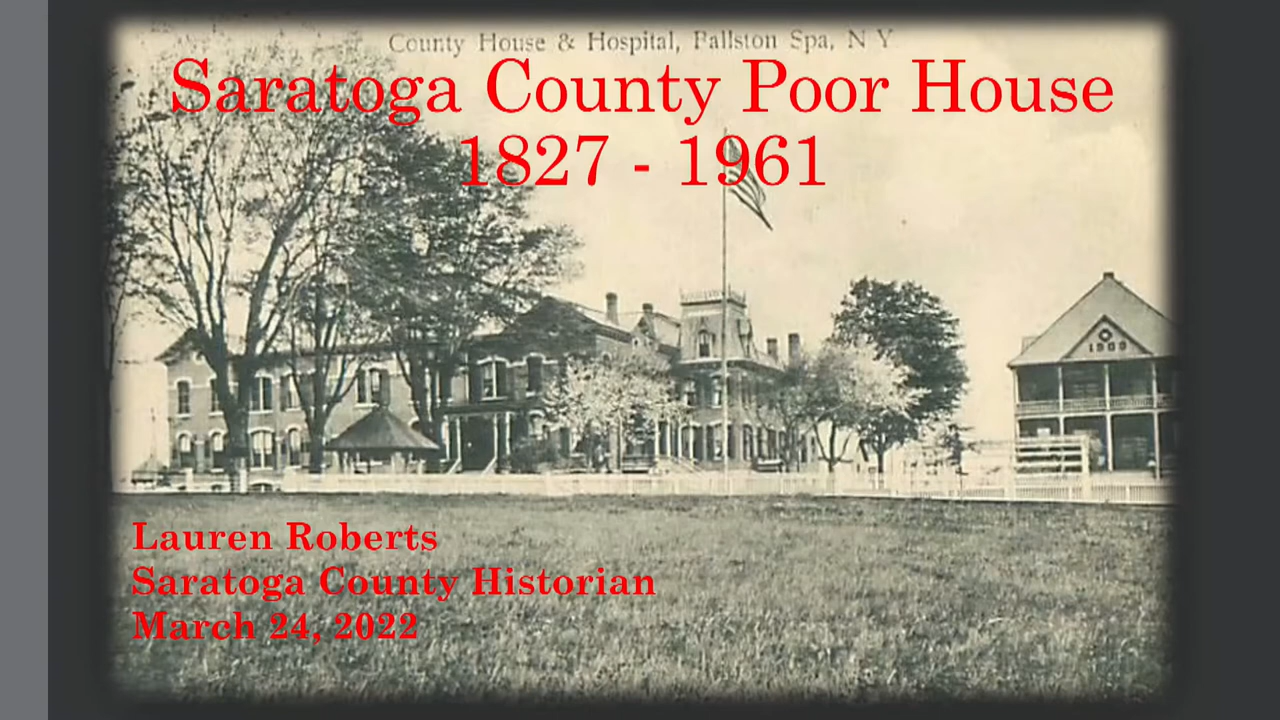 County House & Hospital, Fallston Spa, N Y
Saratoga County Poor House
1827 - 1961
1909
Lauren Roberts
Saratoga County Historian
March 24, 2022